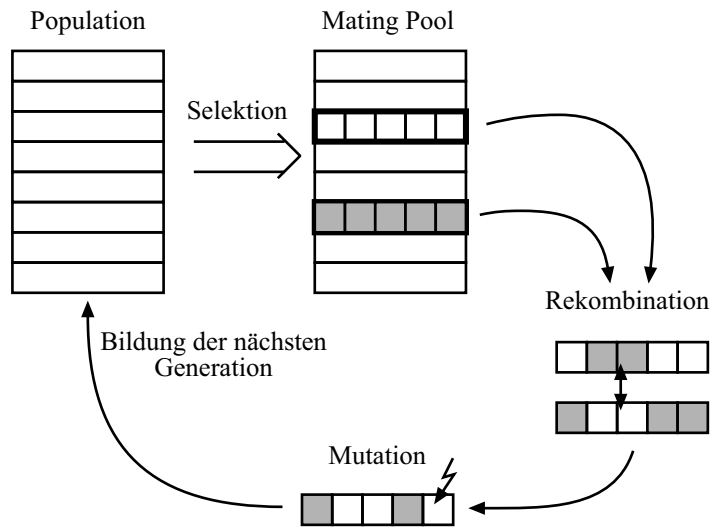 Population
Mating Pool
Selektion
Rekombination
Bildung der nächsten
Generation
Mutation